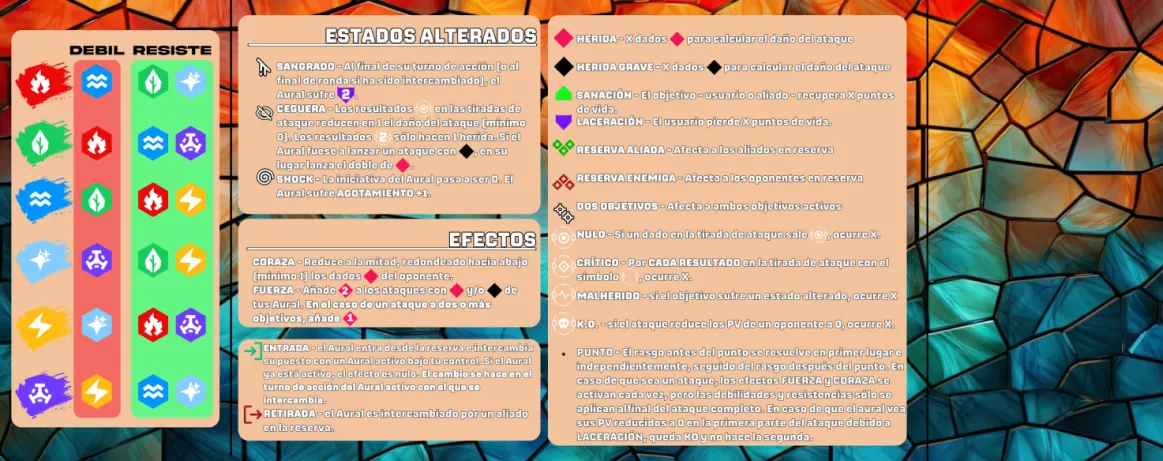 DEBIL RESISTE
ESTADOS ALTERADOS
SANGRADO - Al final de su turno de acción (o al
final de ronda si ha sido intercambiado), el
Aural sufre 2.
CEGUERA - Los resultados en las tiradas de
ataque reducen en 1 el daño del ataque (mínimo
0). Los resultados 2 sólo hacen 1 herida. Si el
Aural fuese a lanzar un ataque con , en su
lugar lanza el doble de .
SHOCK - La iniciativa del Aural pasa a ser 0. El
Aural sufre AGOTAMIENTO +1.
EFECTOS
CORAZA - Reduce a la mitad, redondeado hacia abajo
(mínimo 1) los dados del oponente.
FUERZA - Añade 2 a los ataques con y/o de
tus Aural. En el caso de un ataque a dos o más
objetivos, añade 1
ENTRADA - el Aural entra desde la reserva e intercambia
su puesto con un Aural activo bajo tu control. Si el Aural
ya está activo, el efecto es nulo. El cambio se hace en el
turno de acción del Aural activo con el que se
intercambia.
RETIRADA - el Aural es intercambiado por un aliado
en la reserva.
HERIDA - X dados para calcular el daño del ataque
HERIDA GRAVE - X dados para calcular el daño del ataque
SANACIÓN - El objetivo - usuario o aliado - recupera X puntos
de vida.
LACERACIÓN - El usuario pierde X puntos de vida.
RESERVA ALIADA - Afecta a los aliados en reserva
RESERVA ENEMIGA - Afecta a los oponentes en reserva
DOS OBJETIVOS - Afecta a ambos objetivos activos
NULO - Si un dado en la tirada de ataque sale , ocurre X.
CRÍTICO - Por CADA RESULTADO en la tirada de ataque con el
símbolo , ocurre X.
MALHERIDO - si el objetivo sufre un estado alterado, ocurre X
K.O. - si el ataque reduce los PV de un oponente a 0, ocurre X.
• PUNTO - El rasgo antes del punto se resuelve en primer lugar e
independientemente, seguido del rasgo después del punto. En
caso de que sea un ataque, los efectos FUERZA y CORAZA se
activan cada vez, pero las debilidades y resistencias sólo se
aplican alfinal del ataque completo. En caso de que el aural vea
sus PV reducidos a 0 en la primera parte del ataque debido a
LACERACIÓN, queda KO y no hace la segunda.